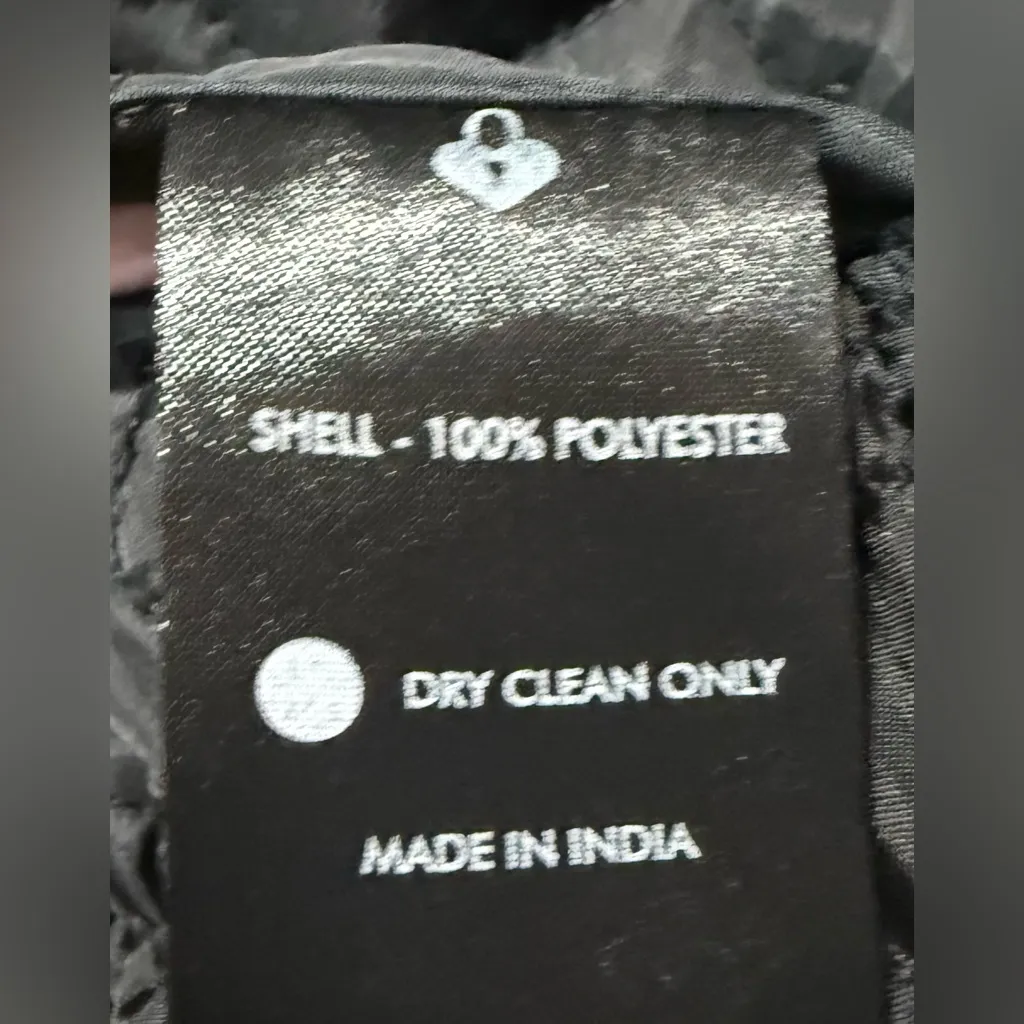 SHELL - 100% POLYESTER
DRY CLEAN ONLY
MADE IN INDIA